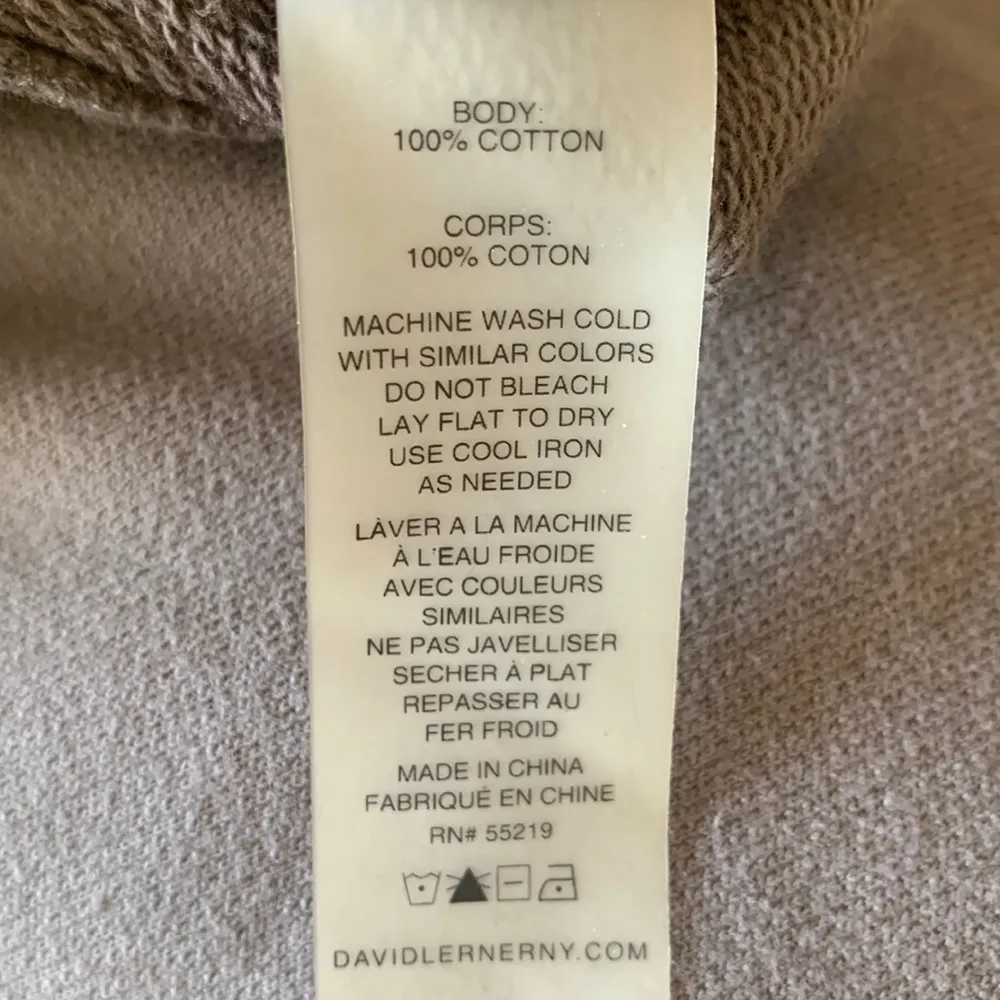 BODY:
100% COTTON
CORPS:
100% COTON
MACHINE WASH COLD
WITH SIMILAR COLORS
DO NOT BLEACH
LAY FLAT TO DRY
USE COOL IRON
AS NEEDED
LÀVER A LA MACHINE
À L'EAU FROIDE
AVEC COULEURS
SIMILAIRES
NE PAS JAVELLISER
SECHER À PLAT
REPASSER AU
FER FROID
MADE IN CHINA
FABRIQUÉ EN CHINE
RN# 55219
DAVIDLERNERNY.COM